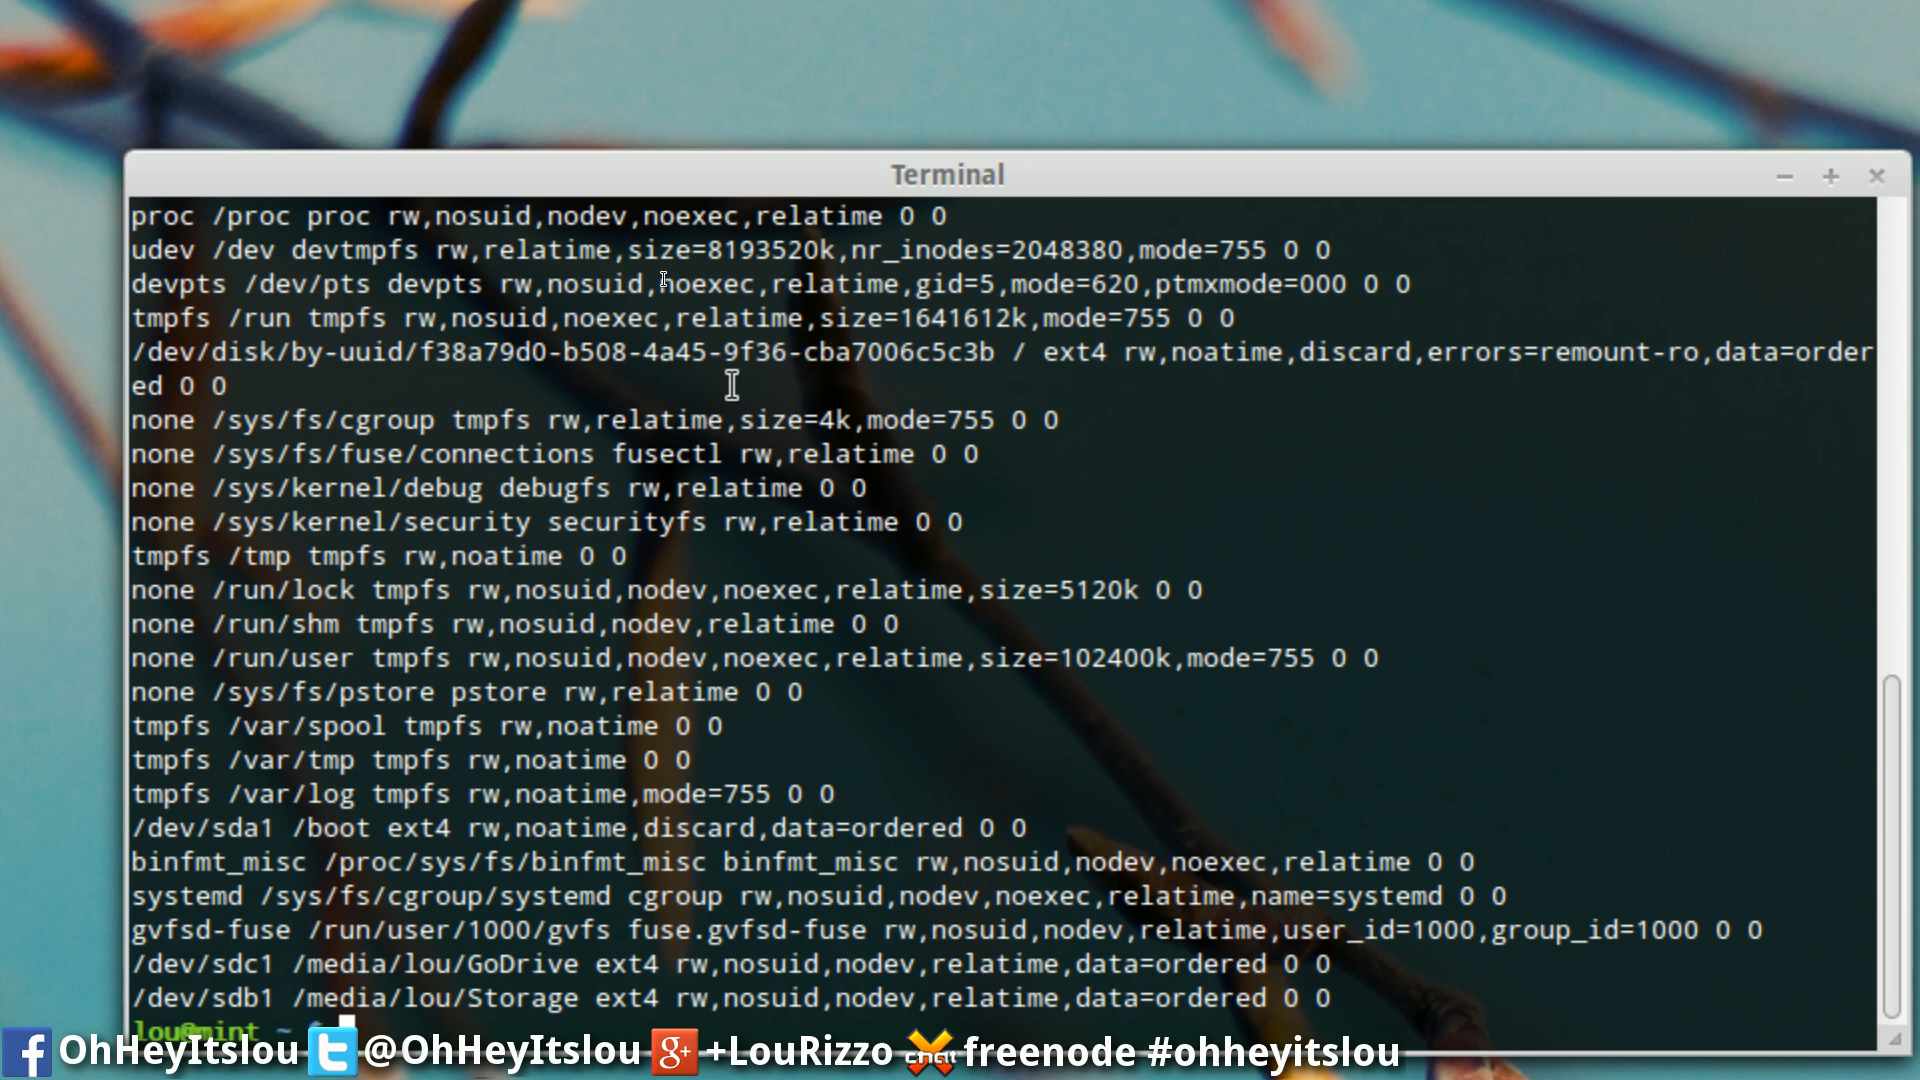 Terminal
proc /proc proc rw,nosuid,nodev,noexec,relatime 0 0
udev /dev devtmpfs rw,relatime,size=8193520k,nr_inodes=2048380,mode=755 0 0
devpts /dev/pts devpts rw,nosuid,noexec,relatime,gid=5,mode=620,ptmxmode=000 0 0
tmpfs /run tmpfs rw,nosuid,noexec,relatime,size=1641612k,mode=755 0 0
/dev/disk/by-uuid/f38a79d0-b508-4a45-9f36-cba7006c5c3b / ext4 rw,noatime,discard,errors=remount-ro,data=order
ed 0 0
none /sys/fs/cgroup tmpfs rw,relatime,size=4k,mode=755 0 0
none /sys/fs/fuse/connections fusectl rw,relatime 0 0
none /sys/kernel/debug debugfs rw,relatime 0 0
none /sys/kernel/security securityfs rw,relatime 0 0
tmpfs /tmp tmpfs rw,noatime 0 0
none /run/lock tmpfs rw,nosuid,nodev,noexec,relatime,size=5120k 0 0
none /run/shm tmpfs rw,nosuid,nodev,relatime 0 0
none /run/user tmpfs rw,nosuid,nodev,noexec,relatime,size=102400k,mode=755 0 0
none /sys/fs/pstore pstore rw,relatime 0 0
tmpfs /var/spool tmpfs rw,noatime 0 0
tmpfs /var/tmp tmpfs rw,noatime 0 0
tmpfs /var/log tmpfs rw,noatime,mode=755 0 0
/dev/sda1 /boot ext4 rw,noatime,discard,data=ordered 0 0
binfmt_misc /proc/sys/fs/binfmt_misc binfmt_misc rw,nosuid,nodev,noexec,relatime 0 0
systemd /sys/fs/cgroup/systemd cgroup rw,nosuid,nodev,noexec,relatime,name=systemd 0 0
gvfsd-fuse /run/user/1000/gvfs fuse.gvfsd-fuse rw,nosuid,nodev,relatime,user_id=1000,group_id=1000 0 0
/dev/sdc1 /media/lou/GoDrive ext4 rw,nosuid,nodev,relatime,data=ordered 0 0
/dev/sdb1 /media/lou/Storage ext4 rw,nosuid,nodev,relatime,data=ordered 0 0
lou@mint ~
f OhHeyItslou @OhHeyItslou g+ +LouRizzo chat freenode #ohheyitslou